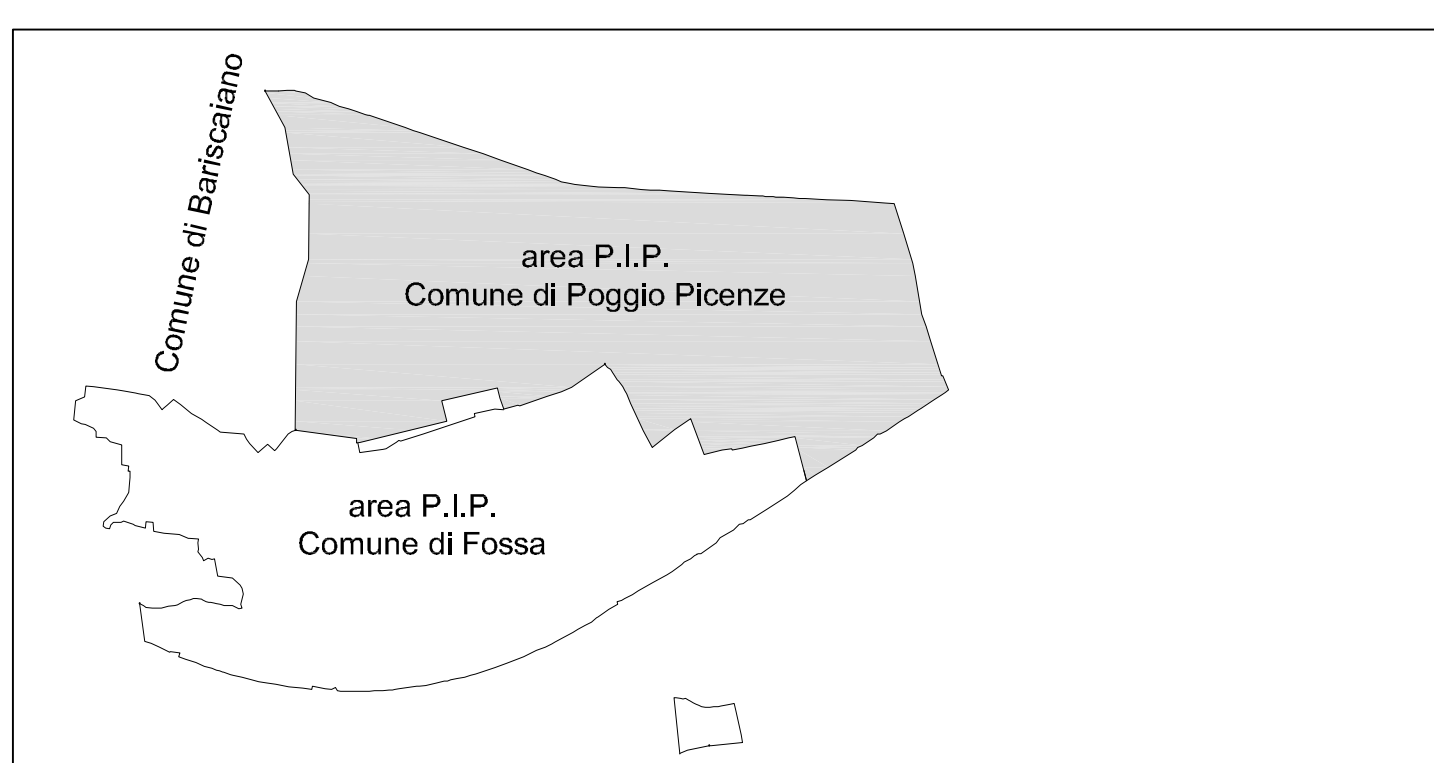 Comune di Bariscaiano
area P.I.P.
Comune di Poggio Picenze
area P.I.P.
Comune di Fossa